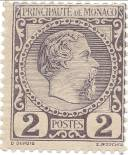 PRINCIPAUTÉ DE MONACO
2 POSTES 2